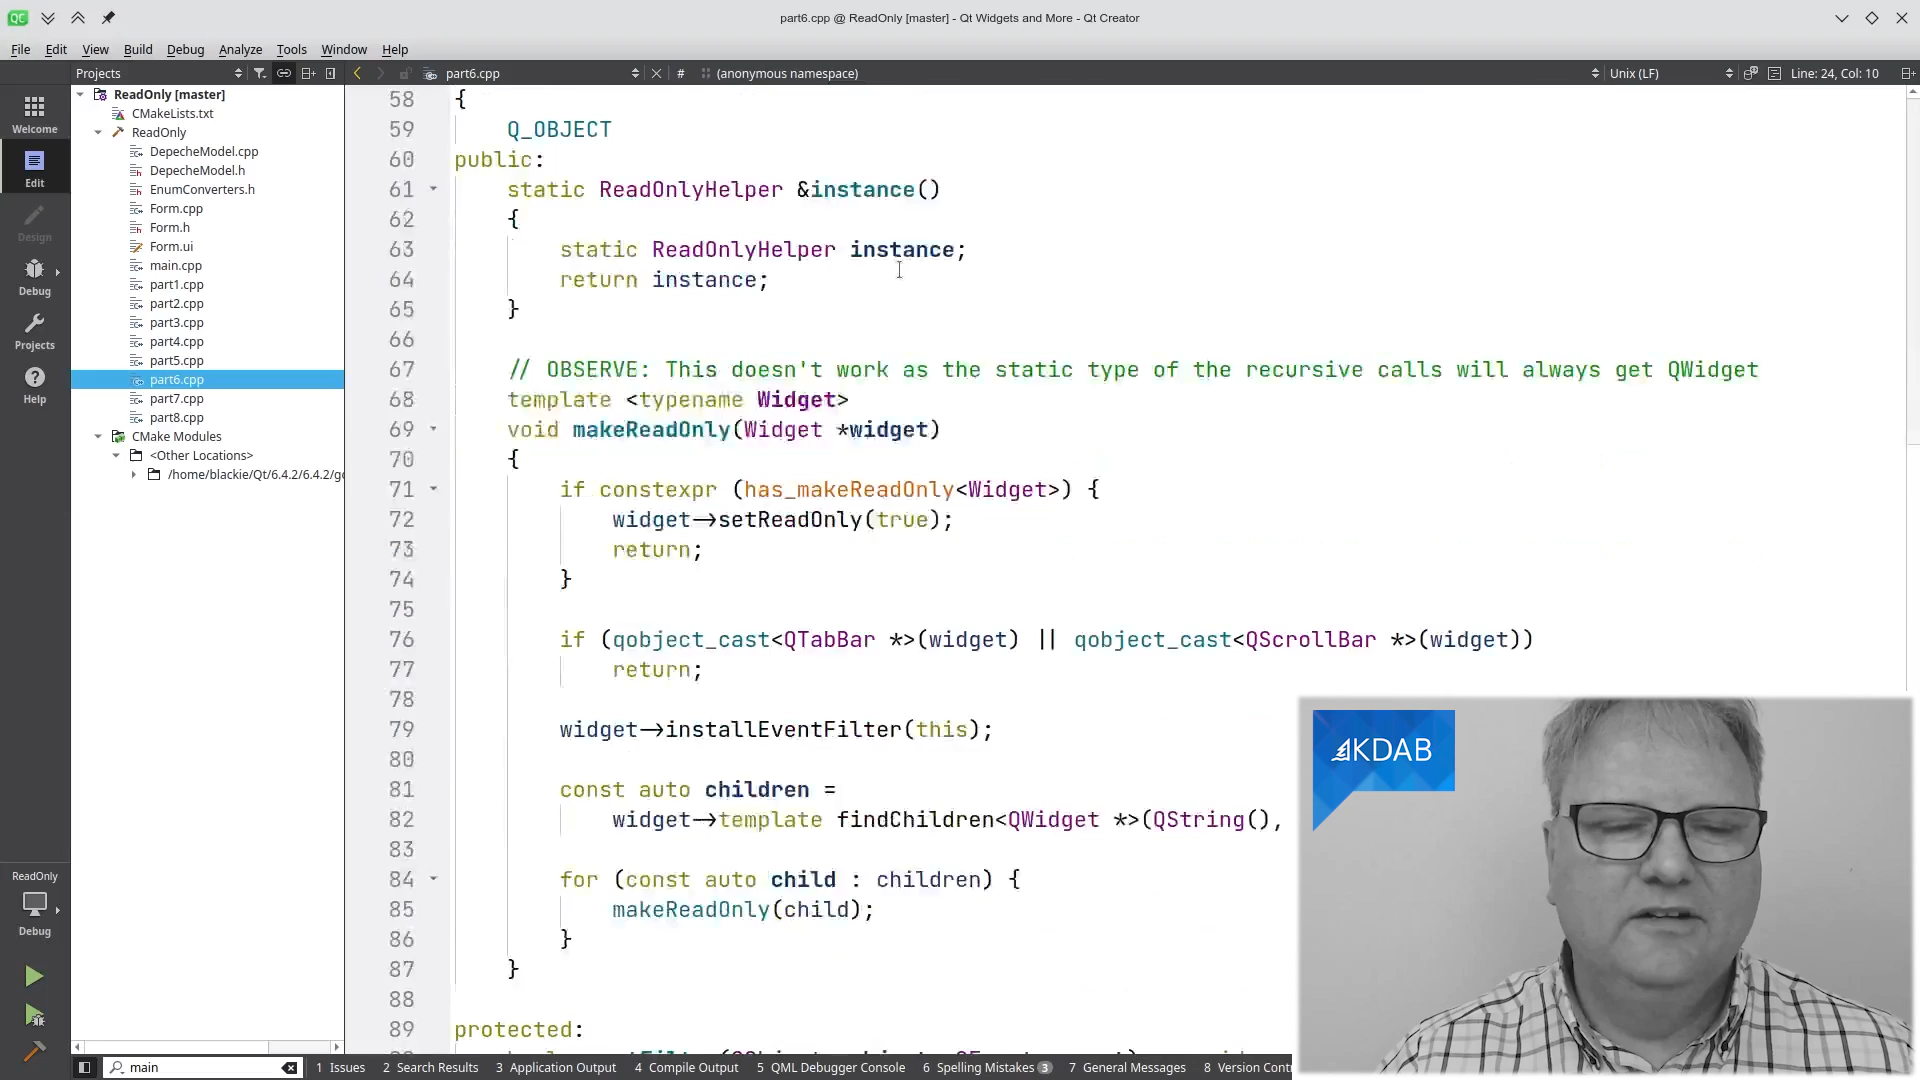 QC
part6.cpp @ ReadOnly [master] - Qt Widgets and More - Qt Creator
File Edit View Build Debug Analyze Tools Window Help
Projects
part6.cpp
#
(anonymous namespace)
Unix (LF)
Line: 24, Col: 10
Welcome
Edit
Design
Debug
Projects
Help
ReadOnly
Debug
ReadOnly [master]
CMakeLists.txt
ReadOnly
DepecheModel.cpp
DepecheModel.h
EnumConverters.h
Form.cpp
Form.h
Form.ui
main.cpp
part1.cpp
part2.cpp
part3.cpp
part4.cpp
part5.cpp
part6.cpp
part7.cpp
part8.cpp
CMake Modules
<Other Locations>
/home/blackie/Qt/6.4.2/6.4.2/gc
58 {
59 Q_OBJECT
60 public:
61 static ReadOnlyHelper &instance()
62 {
63 static ReadOnlyHelper instance;
64 return instance;
65 }
66
67 // OBSERVE: This doesn't work as the static type of the recursive calls will always get QWidget
68 template <typename Widget>
69 void makeReadOnly(Widget *widget)
70 {
71 if constexpr (has_makeReadOnly<Widget>) {
72 widget->setReadOnly(true);
73 return;
74 }
75
76 if (qobject_cast<QTabBar *>(widget) || qobject_cast<QScrollBar *>(widget))
77 return;
78
79 widget->installEventFilter(this);
80
81 const auto children =
82 widget->template findChildren<QWidget *>(QString(),
83
84 for (const auto child : children) {
85 makeReadOnly(child);
86 }
87 }
88
89 protected:
KDAB
main
1 Issues 2 Search Results 3 Application Output 4 Compile Output 5 QML Debugger Console 6 Spelling Mistakes 3 7 General Messages 8 Version Contr